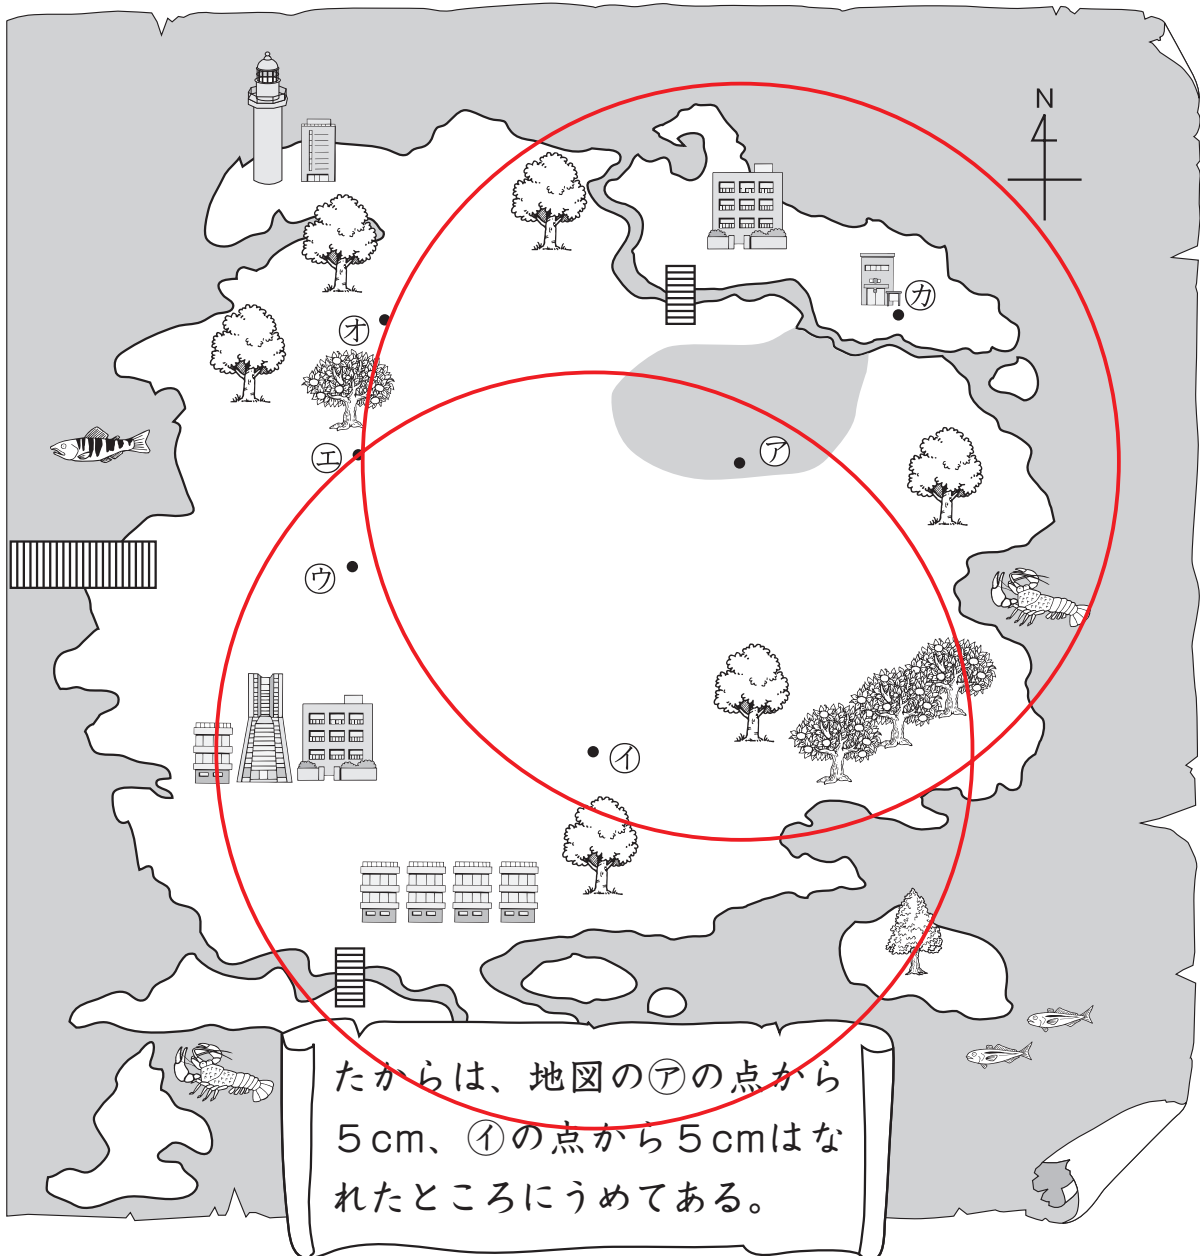 N
オ
カ
エ
ア
ウ
イ
たからは、地図の㋐の点から
5cm、㋑の点から5cmはな
れたところにうめてある。